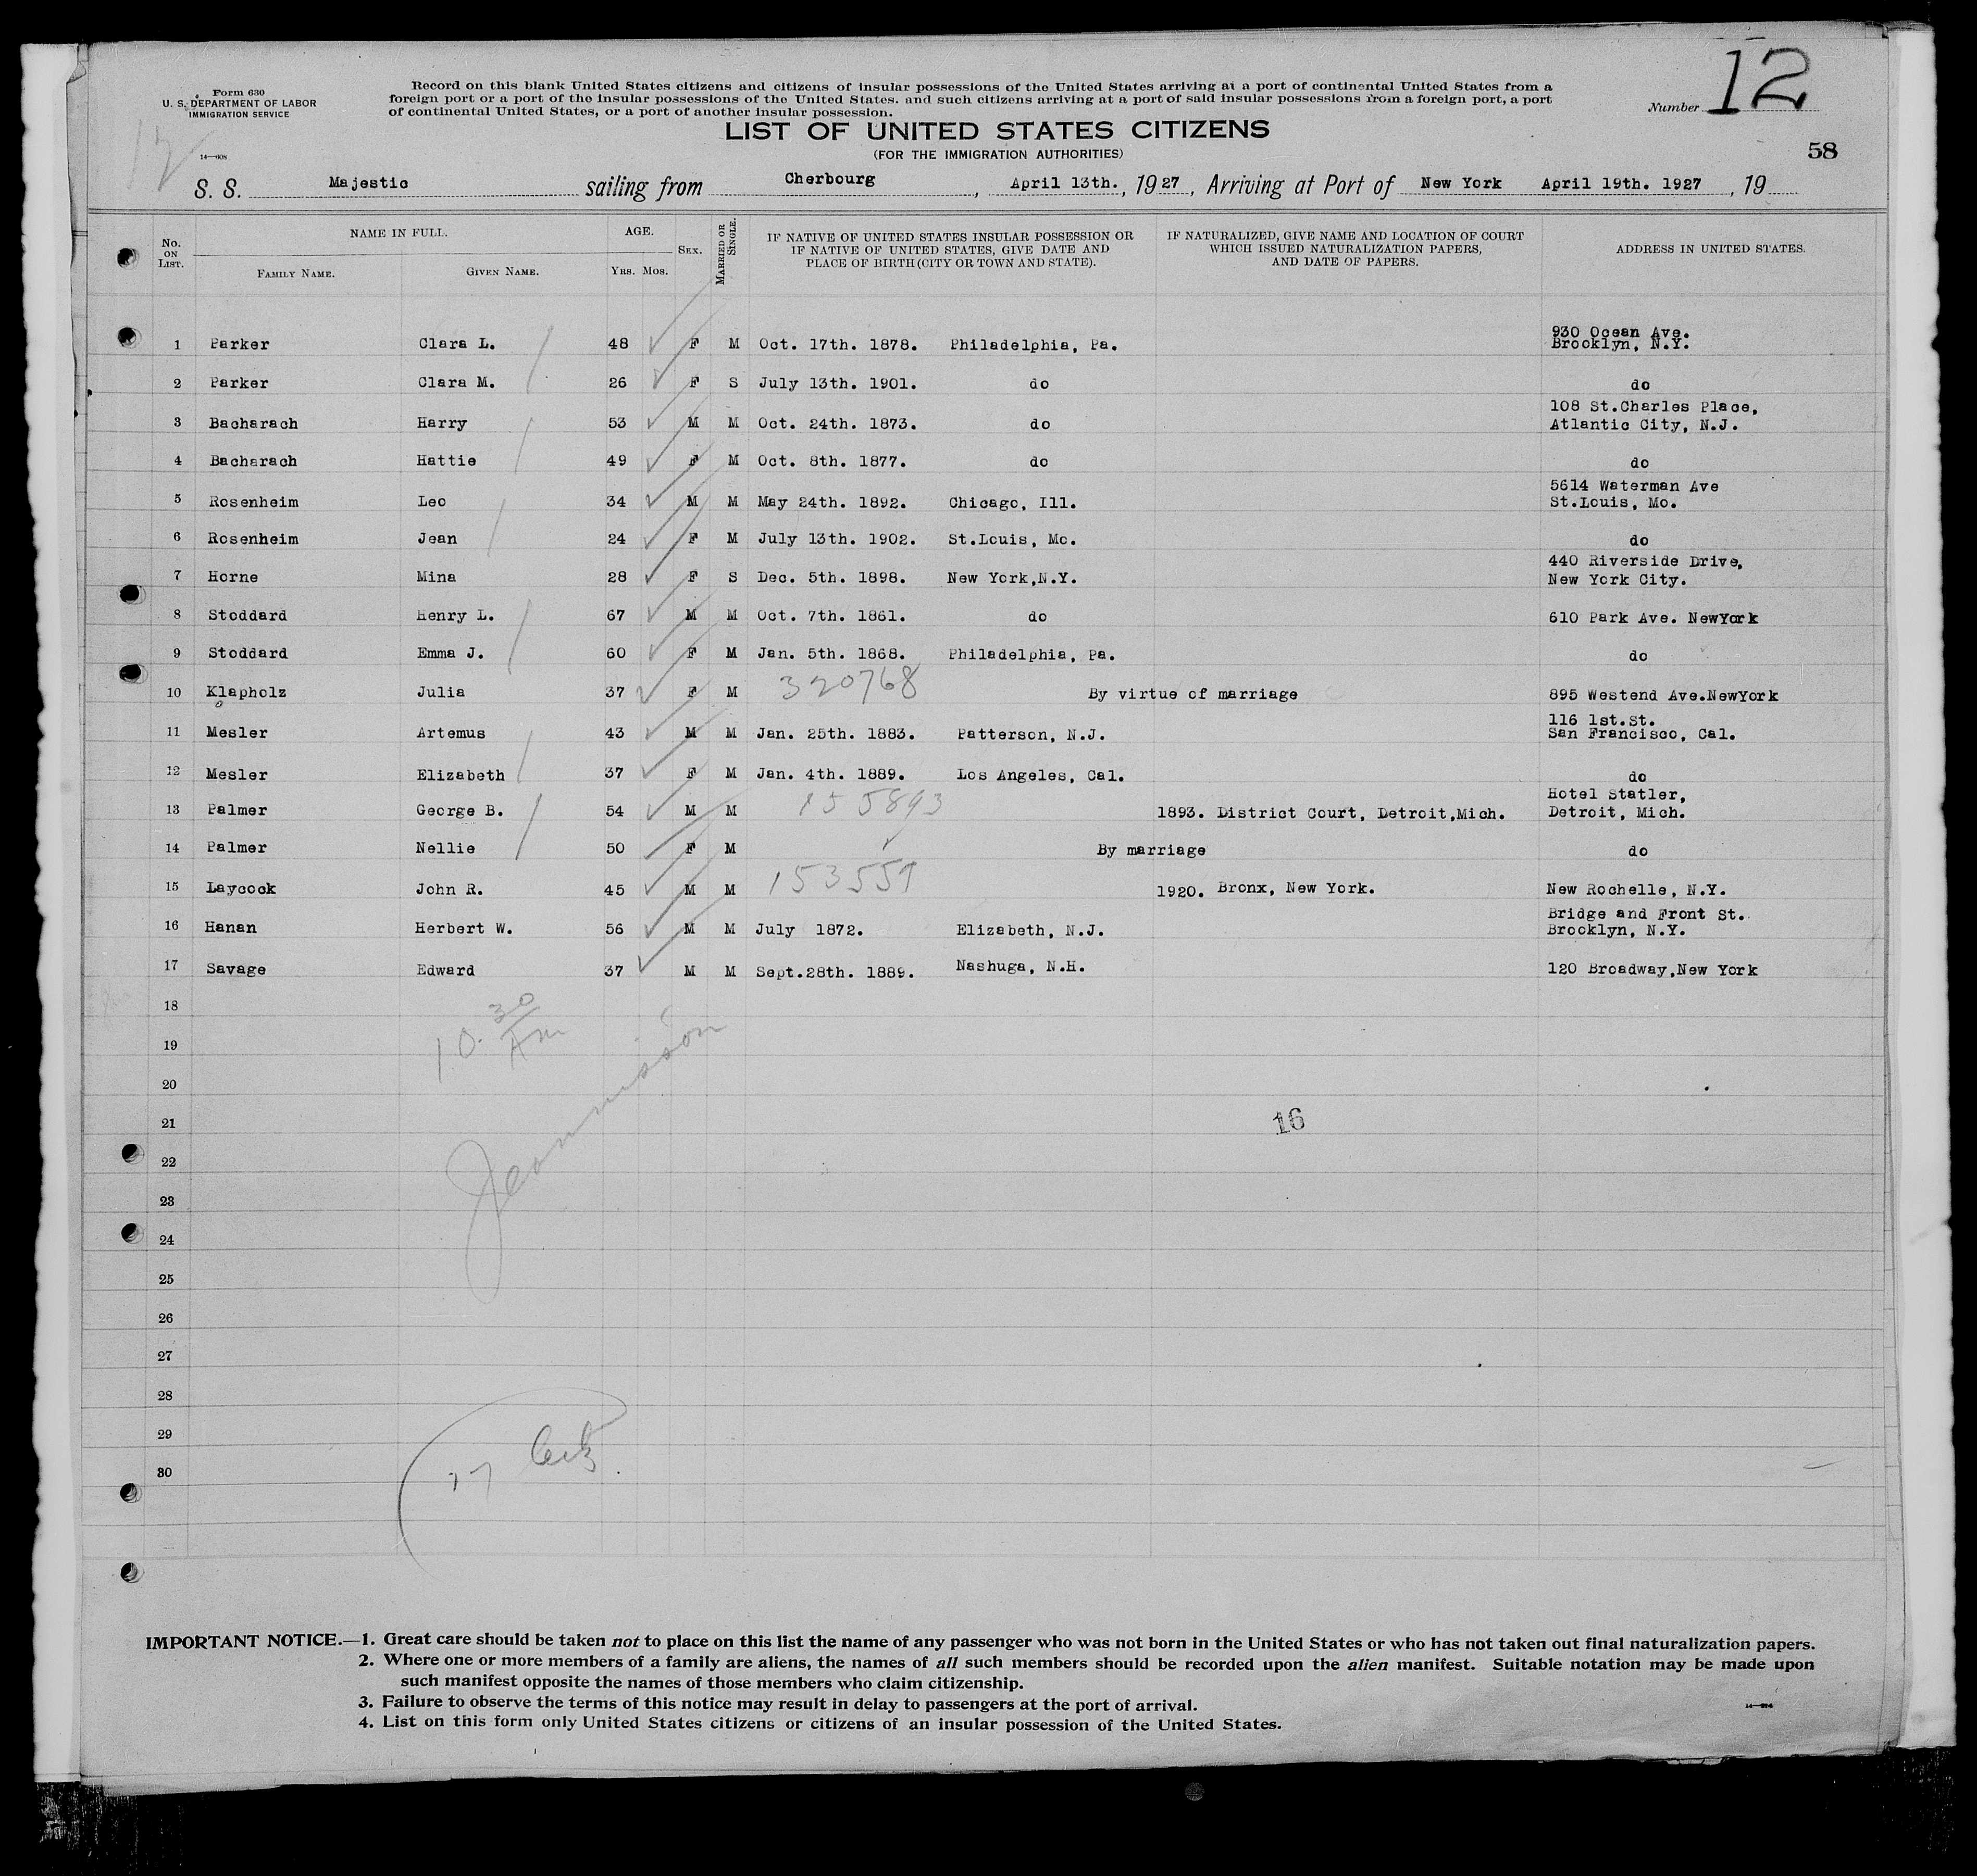 Form 630
U. S. DEPARTMENT OF LABOR
IMMIGRATION SERVICE
14—608
Record on this blank United States citizens and citizens of insular possessions of the United States arriving at a port of continental United States from a
foreign port or a port of the insular possessions of the United States. and such citizens arriving at a port of said insular possessions from a foreign port, a port
of continental United States, or a port of another insular possession.
Number 12
LIST OF UNITED STATES CITIZENS
(FOR THE IMMIGRATION AUTHORITIES)
58
12
S. S. Majestic sailing from Cherbourg, April 13th., 1927, Arriving at Port of New York April 19th. 1927, 19
No. ON LIST. NAME IN FULL. FAMILY NAME. GIVEN NAME. AGE. YRS. MOS. SEX. MARRIED OR SINGLE. IF NATIVE OF UNITED STATES INSULAR POSSESSION OR IF NATIVE OF UNITED STATES, GIVE DATE AND PLACE OF BIRTH (CITY OR TOWN AND STATE). IF NATURALIZED, GIVE NAME AND LOCATION OF COURT WHICH ISSUED NATURALIZATION PAPERS, AND DATE OF PAPERS. ADDRESS IN UNITED STATES.
1 Parker Clara L. 48 F M Oct. 17th. 1878. Philadelphia, Pa. 930 Ocean Ave. Brooklyn, N.Y.
2 Parker Clara M. 26 F S July 13th. 1901. do do
3 Bacharach Harry 53 M M Oct. 24th. 1873. do 108 St.Charles Place, Atlantic City, N.J.
4 Bacharach Hattie 49 F M Oct. 8th. 1877. do do
5 Rosenheim Leo 34 M M May 24th. 1892. Chicago, Ill. 5614 Waterman Ave St.Louis, Mo.
6 Rosenheim Jean 24 F M July 13th. 1902. St.Louis, Mo. do
7 Horne Mina 28 F S Dec. 5th. 1898. New York,N.Y. 440 Riverside Drive, New York City.
8 Stoddard Henry L. 67 M M Oct. 7th. 1861. do 610 Park Ave. NewYork
9 Stoddard Emma J. 60 F M Jan. 5th. 1868. Philadelphia, Pa. do
10 Klapholz Julia 37 F M 320768 By virtue of marriage 895 Westend Ave.NewYork
11 Mesler Artemus 43 M M Jan. 25th. 1883. Patterson, N.J. 116 1st.St. San Francisco, Cal.
12 Mesler Elizabeth 37 F M Jan. 4th. 1889. Los Angeles, Cal. do
13 Palmer George B. 54 M M 155893 1893. District Court, Detroit,Mich. Hotel Statler, Detroit, Mich.
14 Palmer Nellie 50 F M By marriage do
15 Laycock John R. 45 M M 1920. Bronx, New York. New Rochelle, N.Y.
16 Hanan Herbert W. 56 M M July 1872. Elizabeth, N.J. Bridge and Front St. Brooklyn, N.Y.
17 Savage Edward 37 M M Sept.28th. 1889. Nashuga, N.H. 120 Broadway,New York
18
10.30 Am
19
20
21
16
22
23
24
25
26
27
28
29
30
17
IMPORTANT NOTICE.—1. Great care should be taken not to place on this list the name of any passenger who was not born in the United States or who has not taken out final naturalization papers.
2. Where one or more members of a family are aliens, the names of all such members should be recorded upon the alien manifest. Suitable notation may be made upon
such manifest opposite the names of those members who claim citizenship.
3. Failure to observe the terms of this notice may result in delay to passengers at the port of arrival.
4. List on this form only United States citizens or citizens of an insular possession of the United States.